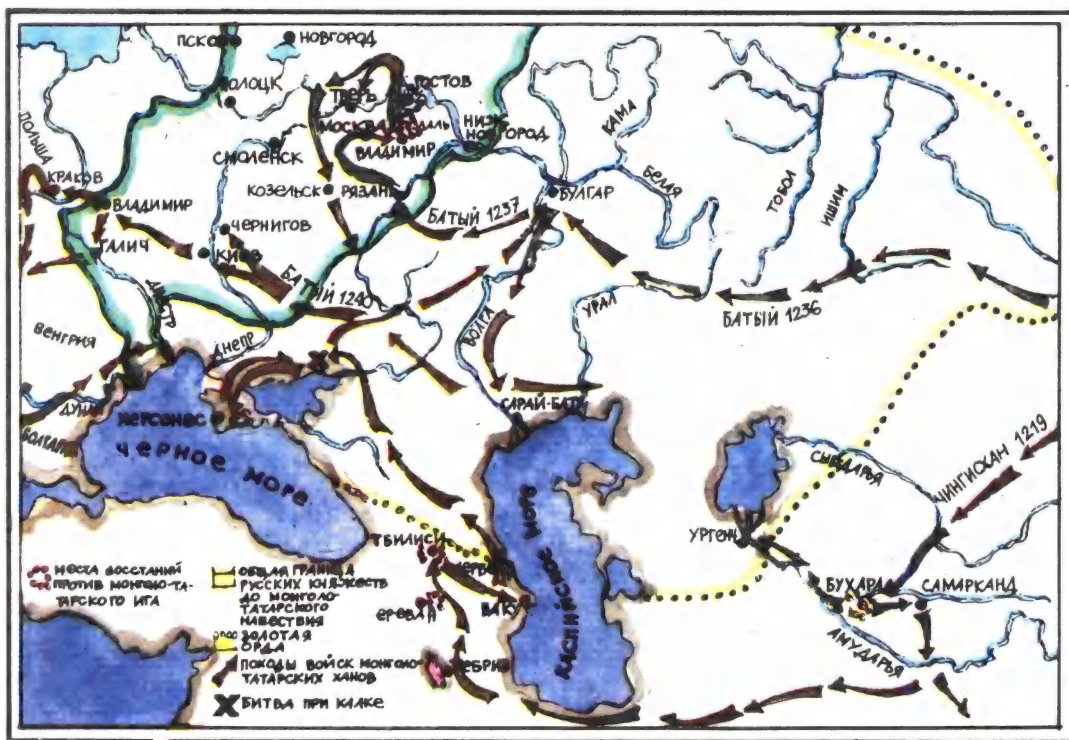 ПСКО
НОВГОРОД
ПОЛОЦК
РОСТОВ
ТВЕРЬ
МОСКВА
ДАЛЬ
НИЖ
НОВГОРОД
ВЛАДИМИР
СМОЛЕНСК
КАМА
БЕЛАЯ
ТОБОЛ
ИШИМ
ПОЛЬША
КРАКОВ
ВЛАДИМИР
КОЗЕЛЬСК
РЯЗАНЬ
БУЛГАР
БАТЫЙ 1237
ЧЕРНИГОВ
ГАЛИЧ
КИЕВ
БАТЫЙ 1240
БАТЫЙ 1236
УРАЛ
ВОЛГА
ДНЕСТР
ВЕНГРИЯ
ДНЕПР
ДУНАЙ
САРАЙ-БАТУ
ХЕРСОНЕС
ЧЕРНОЕ МОРЕ
КАСПИЙСКОЕ МОРЕ
СЫРДАРЬЯ
ЧИНГИСХАН 1219
УРГЕНЧ
БУХАРА
САМАРКАНД
АМУДАРЬЯ
ТБИЛИСИ
ДЕРБЕ
БАКУ
ЕРЕВАН
ЕБРИ
МЕСТА ВОССТАНИЙ
ПРОТИВ МОНГОЛО-ТА-
ТАРСКОГО ИГА
ОБЩАЯ ГРАНИЦА
РУССКИХ КНЯЖЕСТВ
ДО МОНГОЛО-
ТАТАРСКОГО
НАШЕСТВИЯ
ЗОЛОТАЯ
ОРДА
ПОХОДЫ ВОЙСК МОНГОЛО-
ТАТАРСКИХ ХАНОВ
БИТВА ПРИ КАЛКЕ